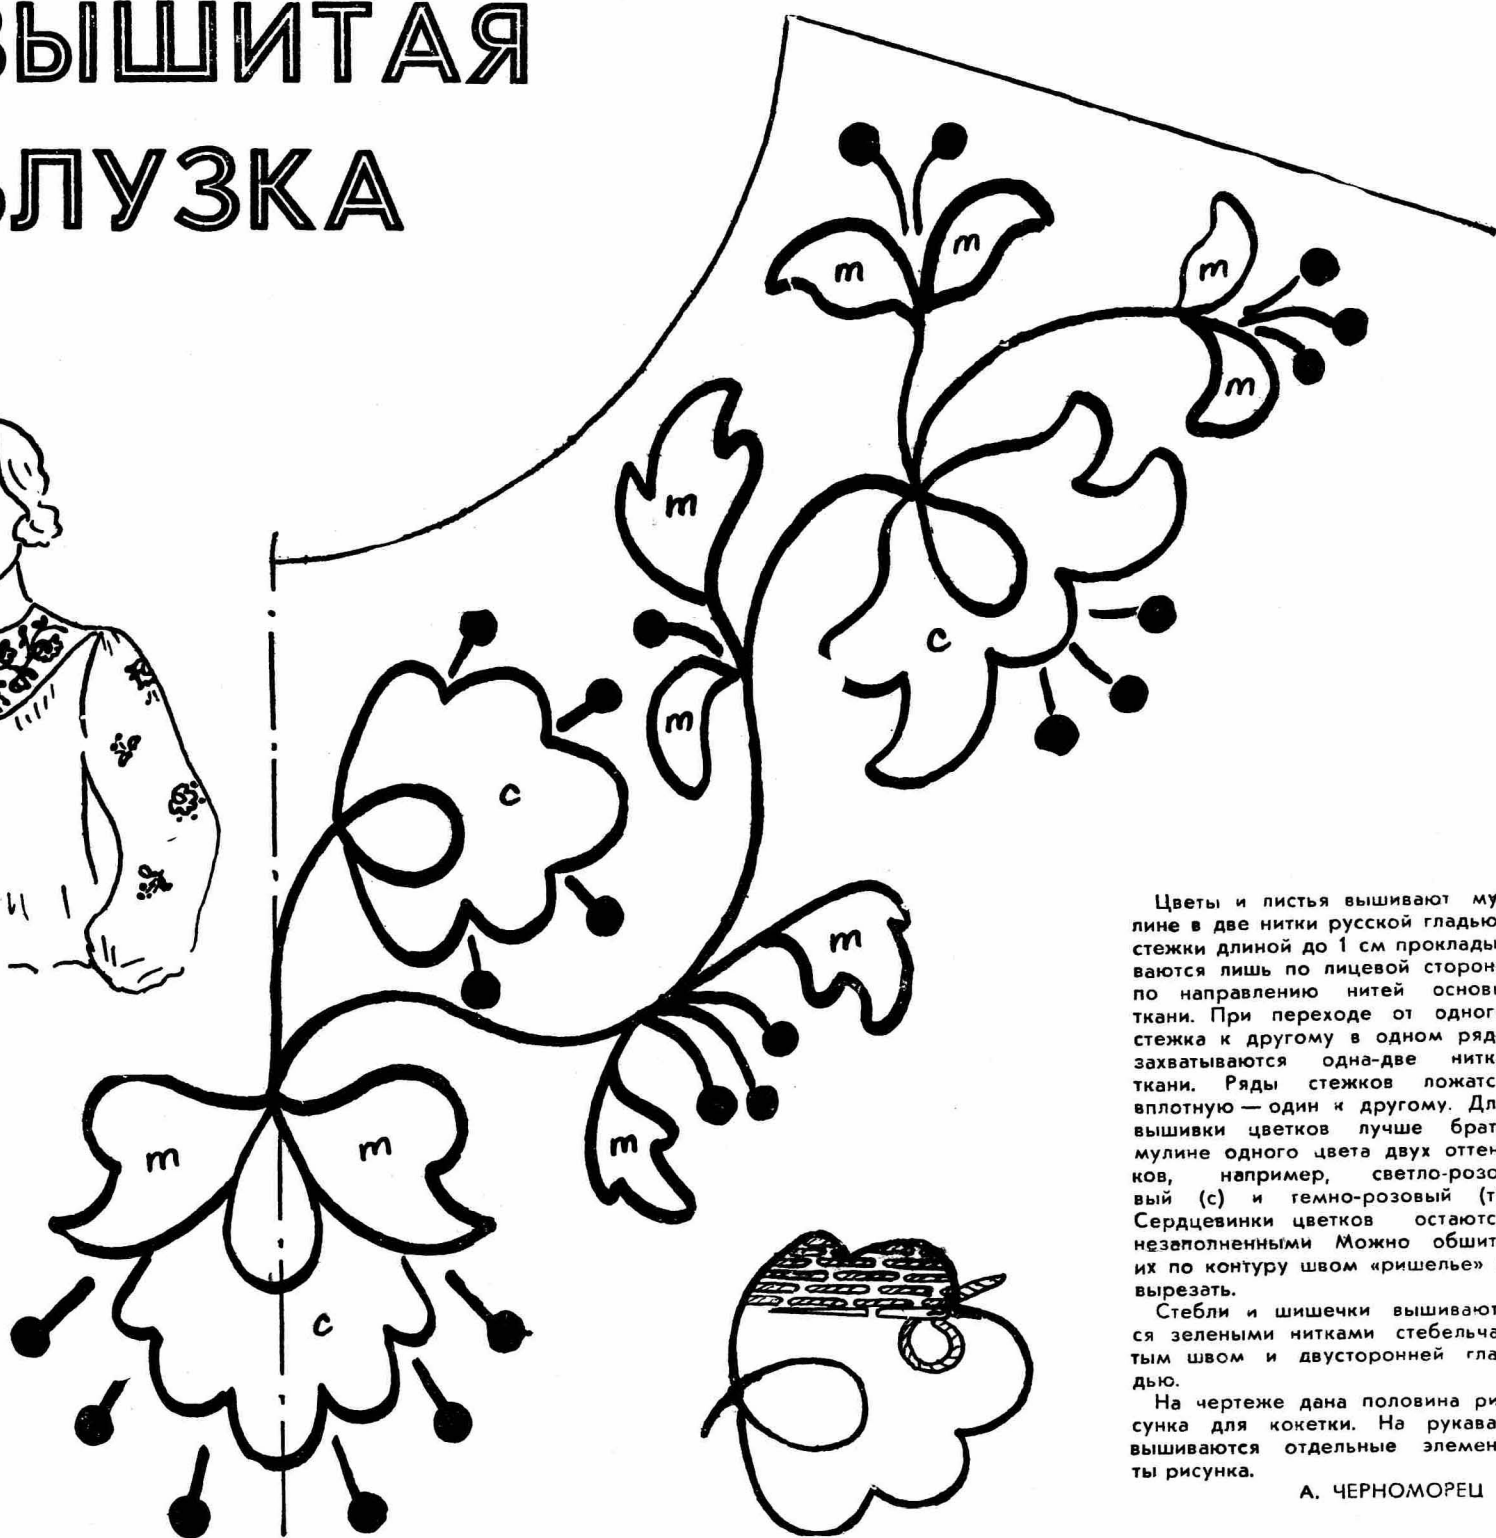 ВЫШИТАЯ
БЛУЗКА
m
m
m
m
m
c
m
c
m
m
m
m
c
Цветы и листья вышивают му
лине в две нитки русской гладью
стежки длиной до 1 см проклады
ваются лишь по лицевой сторон
по направлению нитей основ
ткани. При переходе от одног
стежка к другому в одном ряд
захватываются одна-две нитк
ткани. Ряды стежков ложатс
вплотную — один к другому. Дл
вышивки цветков лучше брат
мулине одного цвета двух оттен
ков, например, светло-розо
вый (с) и темно-розовый (т
Сердцевинки цветков остаютс
незаполненными Можно обшит
их по контуру швом «ришелье»
вырезать.
Стебли и шишечки вышивают
ся зелеными нитками стебельча
тым швом и двусторонней гла
дью.
На чертеже дана половина ри
сунка для кокетки. На рукава
вышиваются отдельные элемен
ты рисунка.
А. ЧЕРНОМОРЕЦ